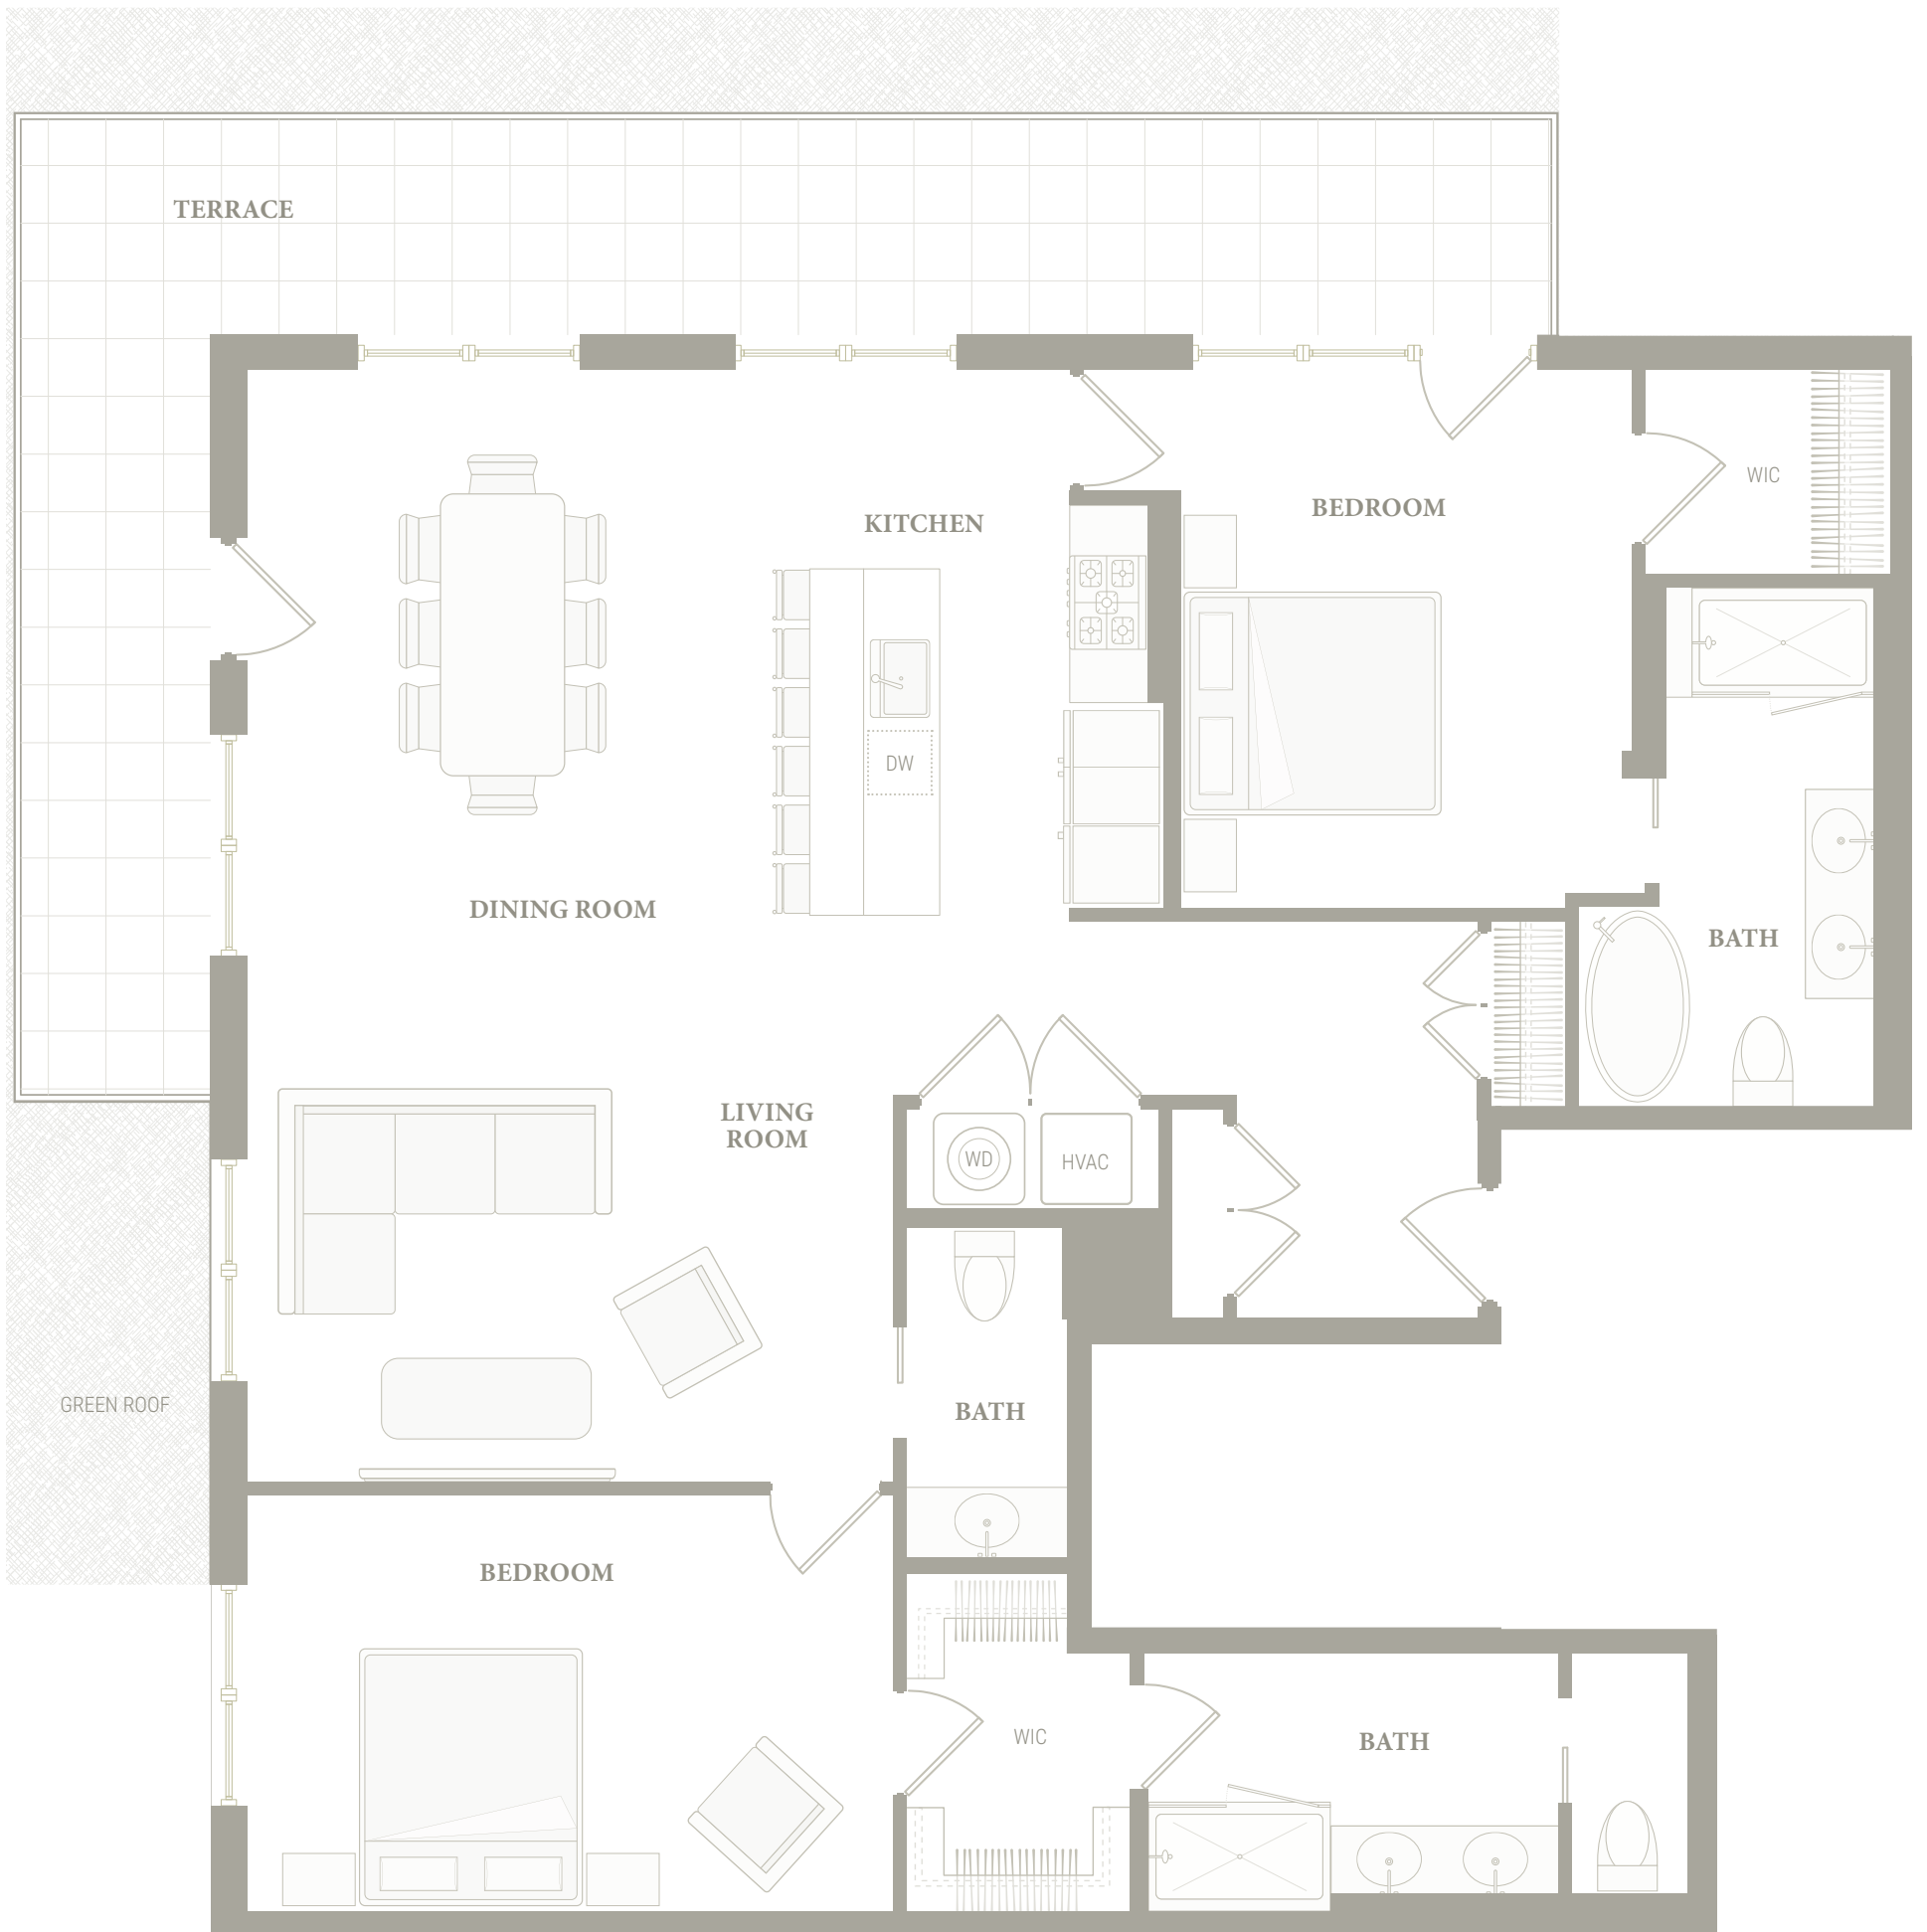 TERRACE
WIC
BEDROOM
KITCHEN
DW
DINING ROOM
BATH
LIVING
ROOM
WD
HVAC
GREEN ROOF
BATH
BEDROOM
WIC
BATH